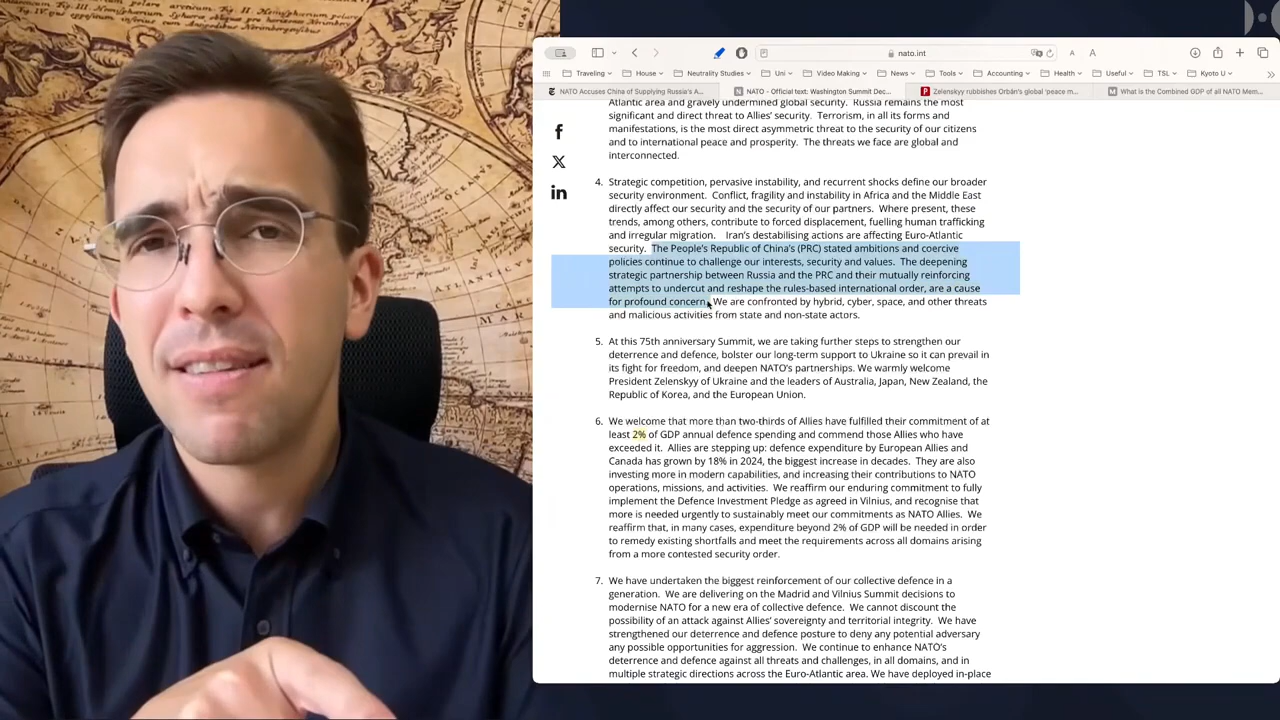 nato.int
A A
Traveling House Neutrality Studies Uni Video Making News Tools Accounting Health Useful TSL Kyoto U
NATO Accuses China of Supplying Russia's A...
NATO - Official text: Washington Summit Dec...
Zelenskyy rubbishes Orbán's global 'peace m...
What is the Combined GDP of all NATO Mem...
Atlantic area and gravely undermined global security. Russia remains the most
significant and direct threat to Allies' security. Terrorism, in all its forms and
manifestations, is the most direct asymmetric threat to the security of our citizens
and to international peace and prosperity. The threats we face are global and
interconnected.
4. Strategic competition, pervasive instability, and recurrent shocks define our broader
security environment. Conflict, fragility and instability in Africa and the Middle East
directly affect our security and the security of our partners. Where present, these
trends, among others, contribute to forced displacement, fuelling human trafficking
and irregular migration. Iran's destabilising actions are affecting Euro-Atlantic
security. The People's Republic of China's (PRC) stated ambitions and coercive
policies continue to challenge our interests, security and values. The deepening
strategic partnership between Russia and the PRC and their mutually reinforcing
attempts to undercut and reshape the rules-based international order, are a cause
for profound concern. We are confronted by hybrid, cyber, space, and other threats
and malicious activities from state and non-state actors.
5. At this 75th anniversary Summit, we are taking further steps to strengthen our
deterrence and defence, bolster our long-term support to Ukraine so it can prevail in
its fight for freedom, and deepen NATO's partnerships. We warmly welcome
President Zelenskyy of Ukraine and the leaders of Australia, Japan, New Zealand, the
Republic of Korea, and the European Union.
6. We welcome that more than two-thirds of Allies have fulfilled their commitment of at
least 2% of GDP annual defence spending and commend those Allies who have
exceeded it. Allies are stepping up: defence expenditure by European Allies and
Canada has grown by 18% in 2024, the biggest increase in decades. They are also
investing more in modern capabilities, and increasing their contributions to NATO
operations, missions, and activities. We reaffirm our enduring commitment to fully
implement the Defence Investment Pledge as agreed in Vilnius, and recognise that
more is needed urgently to sustainably meet our commitments as NATO Allies. We
reaffirm that, in many cases, expenditure beyond 2% of GDP will be needed in order
to remedy existing shortfalls and meet the requirements across all domains arising
from a more contested security order.
7. We have undertaken the biggest reinforcement of our collective defence in a
generation. We are delivering on the Madrid and Vilnius Summit decisions to
modernise NATO for a new era of collective defence. We cannot discount the
possibility of an attack against Allies' sovereignty and territorial integrity. We have
strengthened our deterrence and defence posture to deny any potential adversary
any possible opportunities for aggression. We continue to enhance NATO's
deterrence and defence against all threats and challenges, in all domains, and in
multiple strategic directions across the Euro-Atlantic area. We have deployed in-place